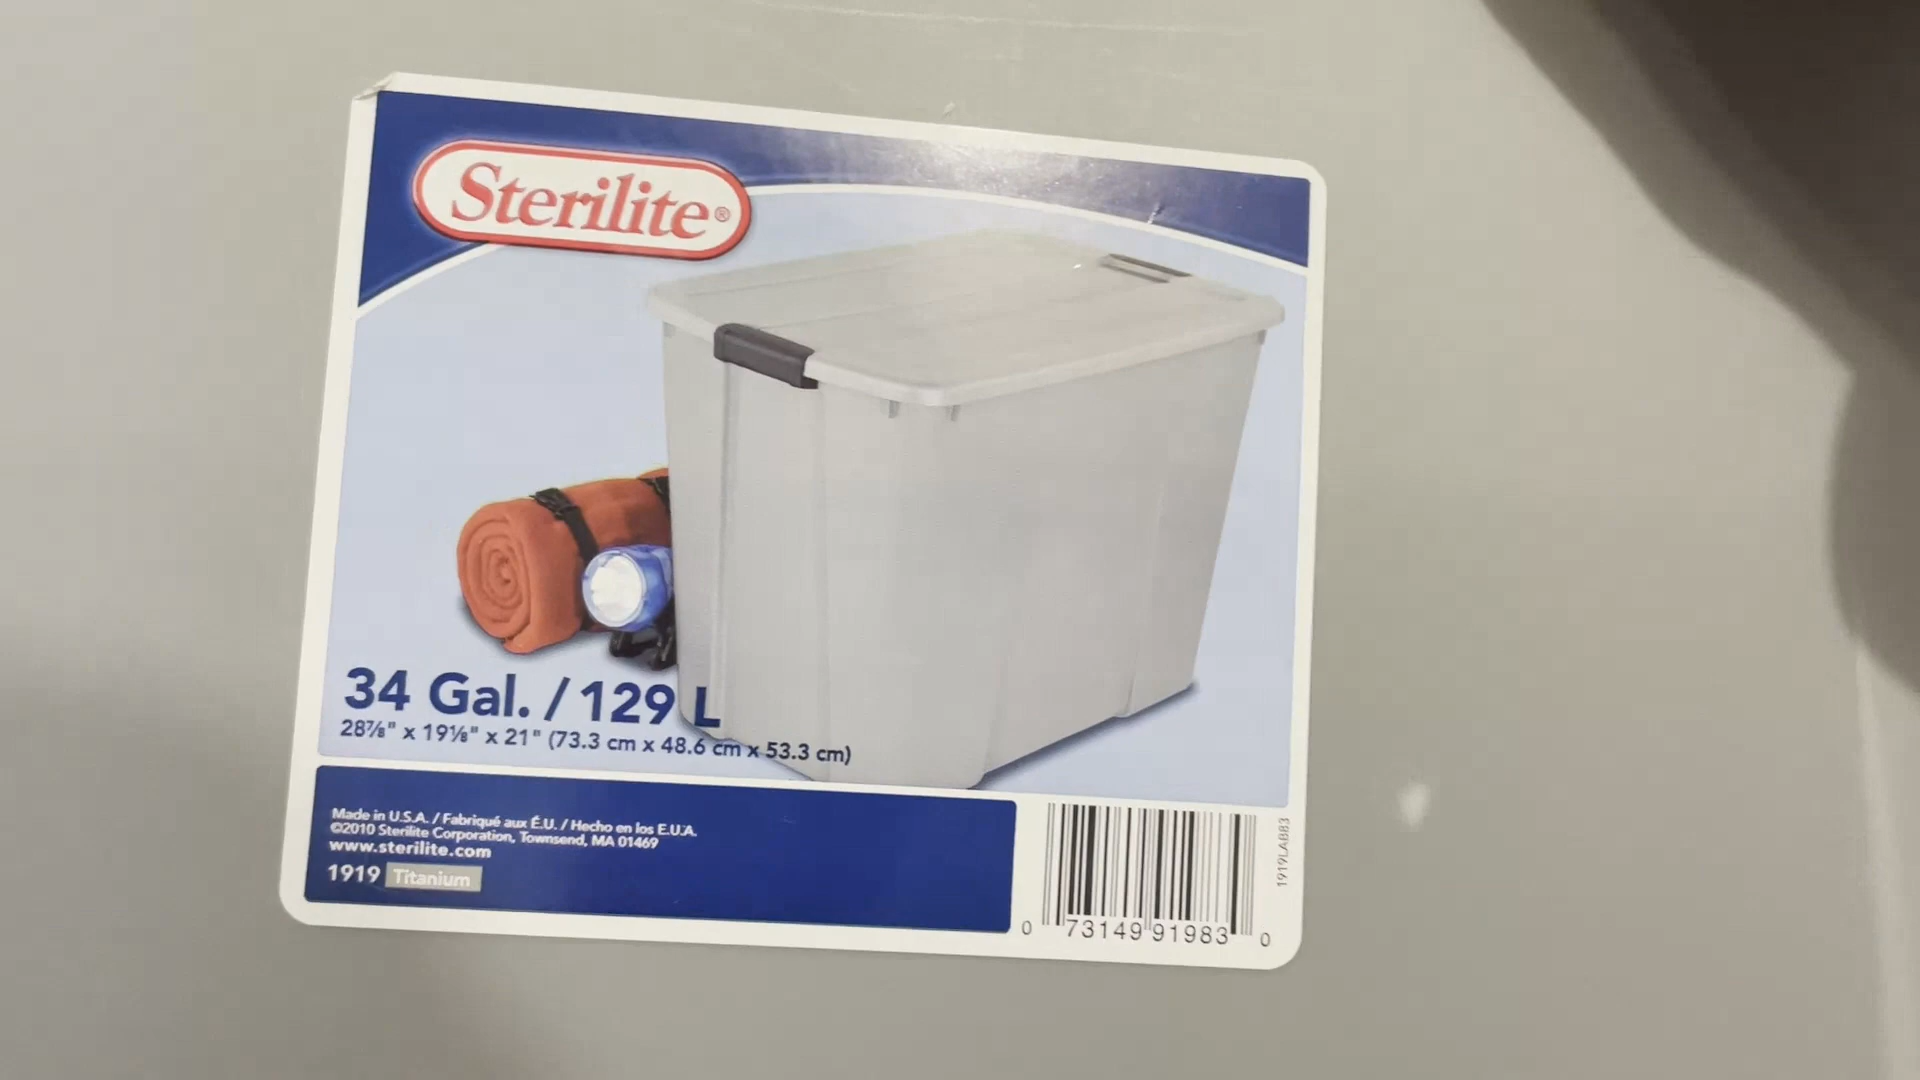 Sterilite®
34 Gal. / 129 L
28⅞" x 19⅛" x 21" (73.3 cm x 48.6 cm x 53.3 cm)
Made in U.S.A. / Fabriqué aux É.U. / Hecho en los E.U.A.
©2010 Sterilite Corporation, Townsend, MA 01469
www.sterilite.com
1919 Titanium
0 73149 91983 0
1919LAB83